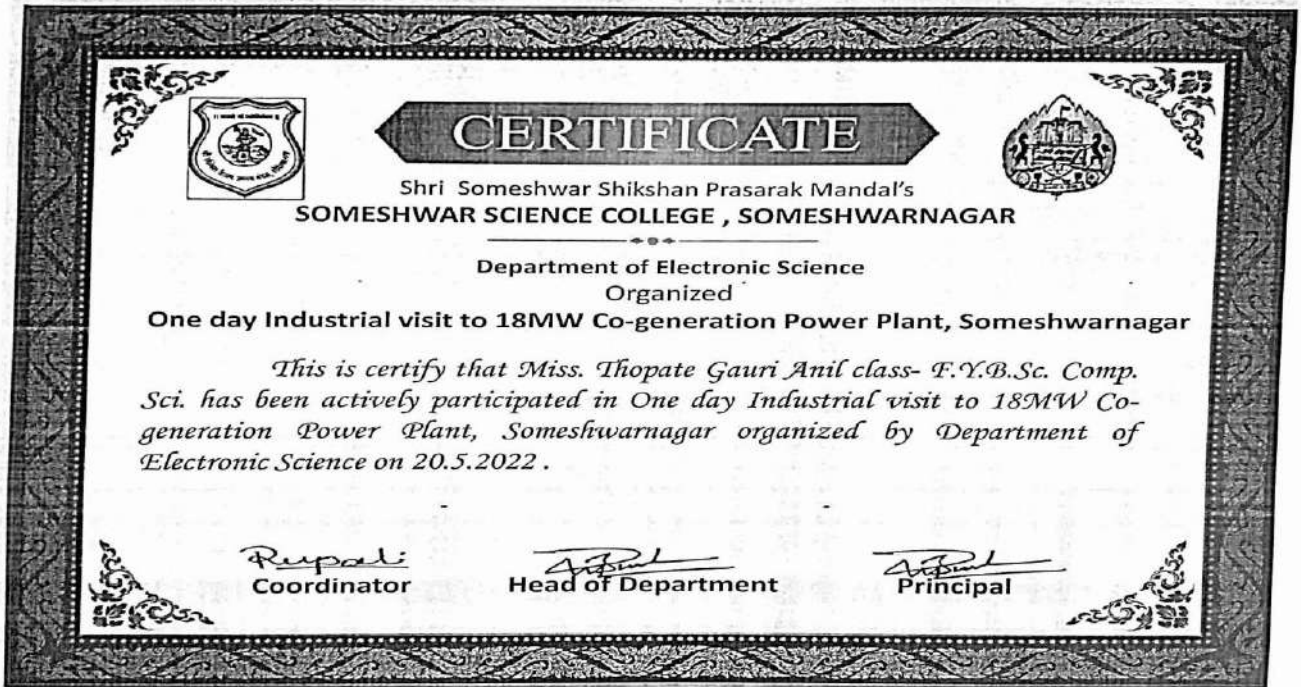 CERTIFICATE
Shri Someshwar Shikshan Prasarak Mandal's
SOMESHWAR SCIENCE COLLEGE , SOMESHWARNAGAR
Department of Electronic Science
Organized
One day Industrial visit to 18MW Co-generation Power Plant, Someshwarnagar
This is certify that Miss. Thopate Gauri Anil class- F.Y.B.Sc. Comp.
Sci. has been actively participated in One day Industrial visit to 18MW Co-
generation Power Plant, Someshwarnagar organized by Department of
Electronic Science on 20.5.2022 .
Rupali
Coordinator
Head of Department
Principal